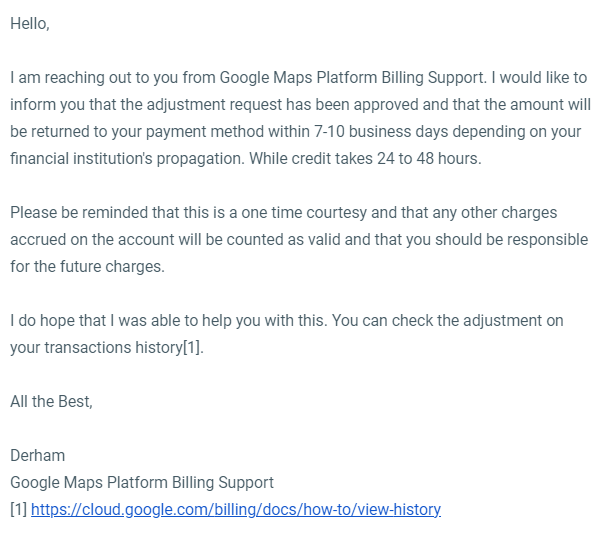 Hello,
I am reaching out to you from Google Maps Platform Billing Support. I would like to
inform you that the adjustment request has been approved and that the amount will
be returned to your payment method within 7-10 business days depending on your
financial institution's propagation. While credit takes 24 to 48 hours.
Please be reminded that this is a one time courtesy and that any other charges
accrued on the account will be counted as valid and that you should be responsible
for the future charges.
I do hope that I was able to help you with this. You can check the adjustment on
your transactions history[1].
All the Best,
Derham
Google Maps Platform Billing Support
[1] https://cloud.google.com/billing/docs/how-to/view-history